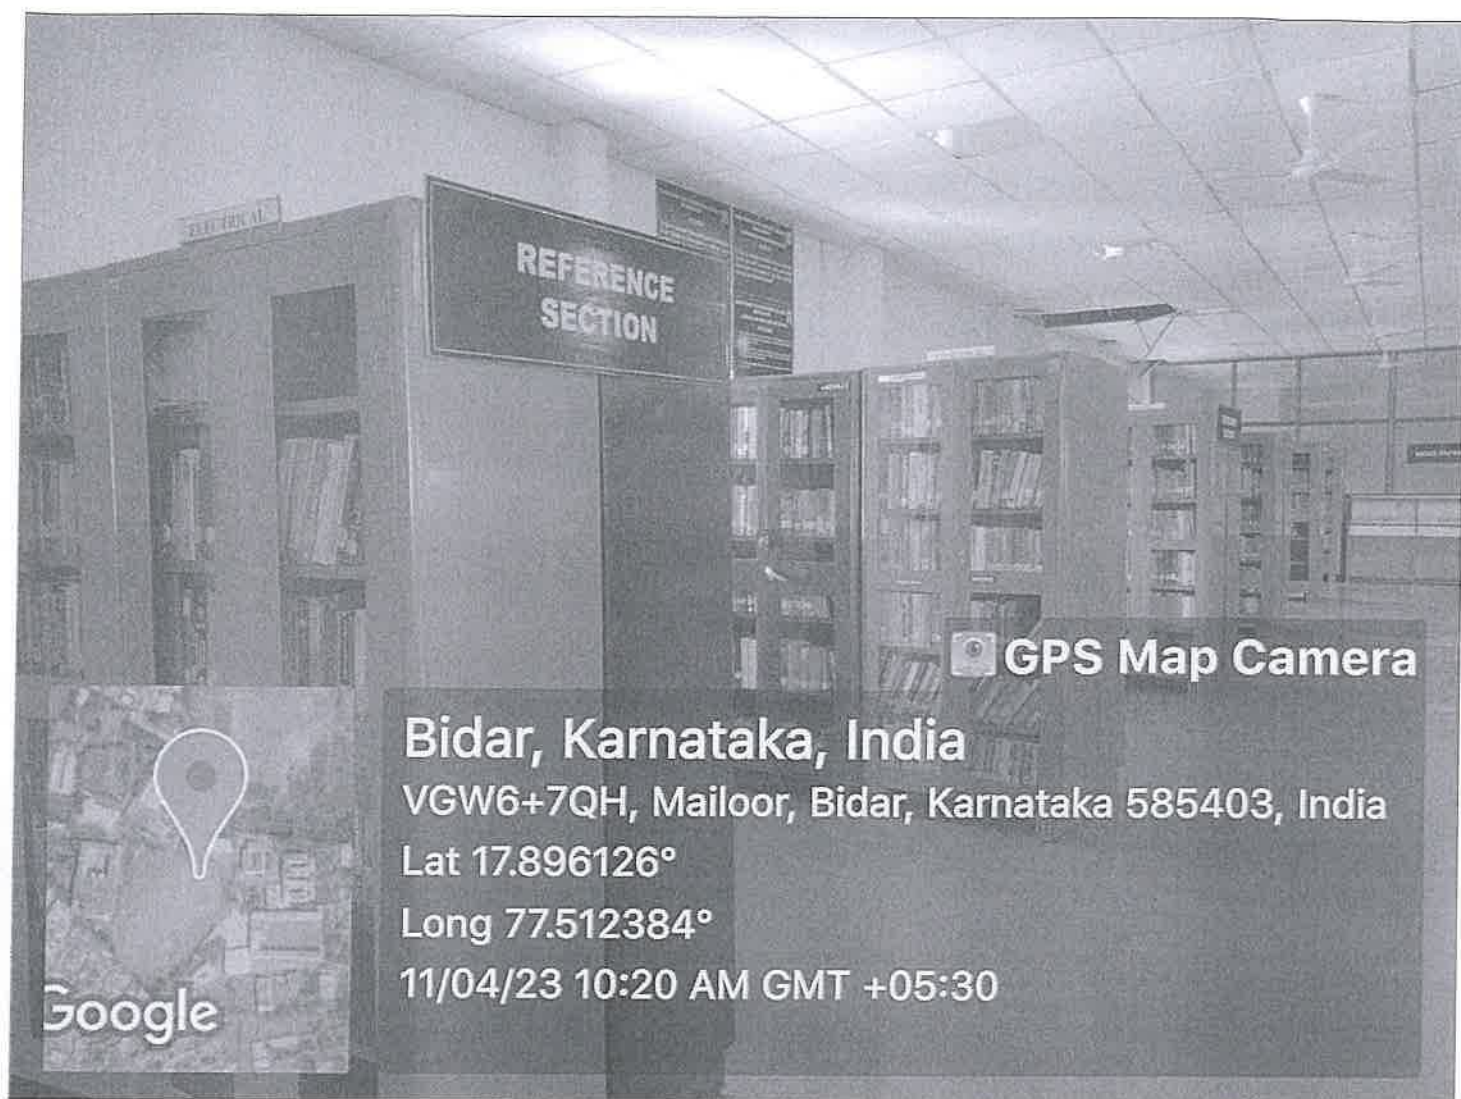 ELECTRICAL
REFERENCE
SECTION
GPS Map Camera
Bidar, Karnataka, India
VGW6+7QH, Mailoor, Bidar, Karnataka 585403, India
Lat 17.896126°
Long 77.512384°
11/04/23 10:20 AM GMT +05:30
Google